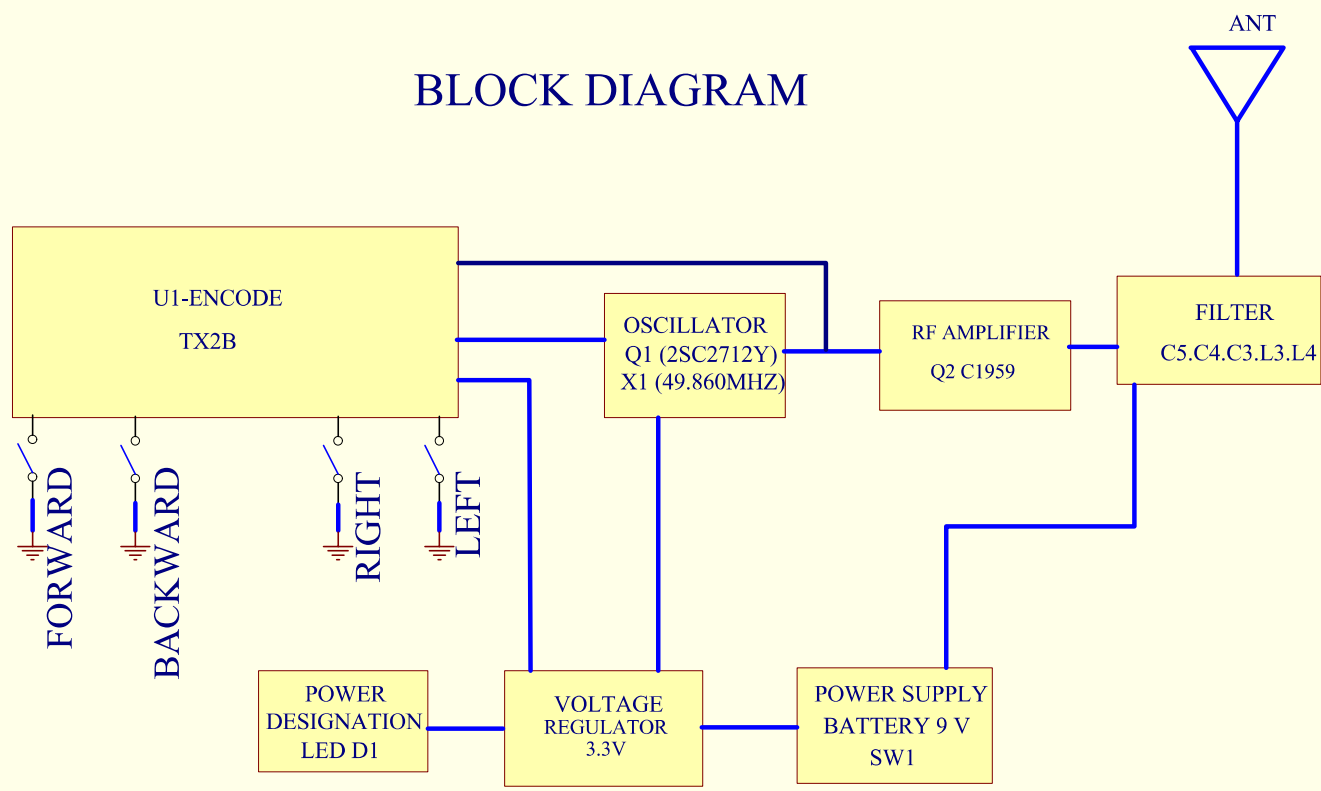 ANT
BLOCK DIAGRAM
U1-ENCODE
TX2B
OSCILLATOR
Q1 (2SC2712Y)
X1 (49.860MHZ)
RF AMPLIFIER
Q2 C1959
FILTER
C5.C4.C3.L3.L4
FORWARD
BACKWARD
RIGHT
LEFT
POWER
DESIGNATION
LED D1
VOLTAGE
REGULATOR
3.3V
POWER SUPPLY
BATTERY 9 V
SW1